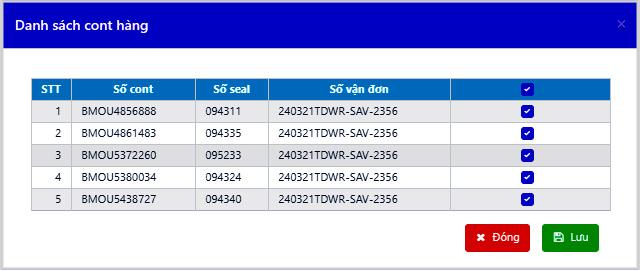 Danh sách cont hàng ×
STT Số cont Số seal Số vận đơn
1 BMOU4856888 094311 240321TDWR-SAV-2356
2 BMOU4861483 094335 240321TDWR-SAV-2356
3 BMOU5372260 095233 240321TDWR-SAV-2356
4 BMOU5380034 094324 240321TDWR-SAV-2356
5 BMOU5438727 094340 240321TDWR-SAV-2356
Đóng Lưu